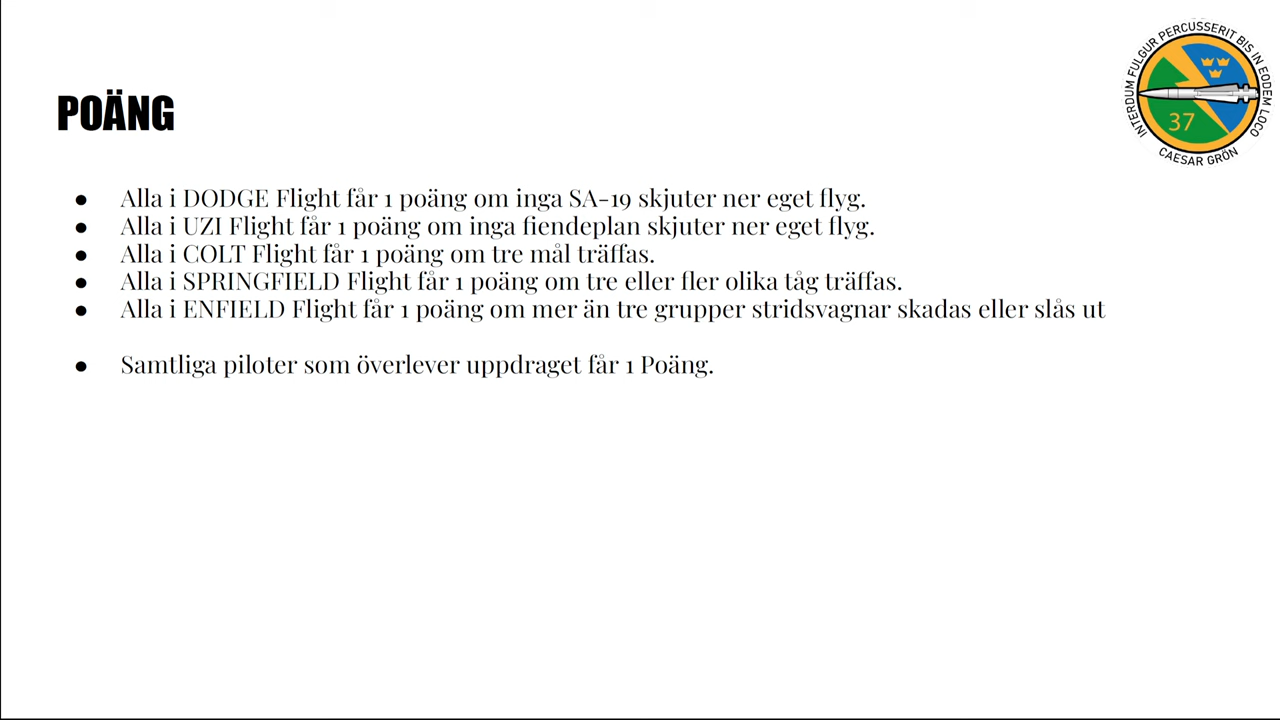 INTERDUM FULGUR PERCUSSERIT BIS IN EODEM LOCO
37
CAESAR GRÖN
POÄNG
● Alla i DODGE Flight får 1 poäng om inga SA-19 skjuter ner eget flyg.
● Alla i UZI Flight får 1 poäng om inga fiendeplan skjuter ner eget flyg.
● Alla i COLT Flight får 1 poäng om tre mål träffas.
● Alla i SPRINGFIELD Flight får 1 poäng om tre eller fler olika tåg träffas.
● Alla i ENFIELD Flight får 1 poäng om mer än tre grupper stridsvagnar skadas eller slås ut
● Samtliga piloter som överlever uppdraget får 1 Poäng.